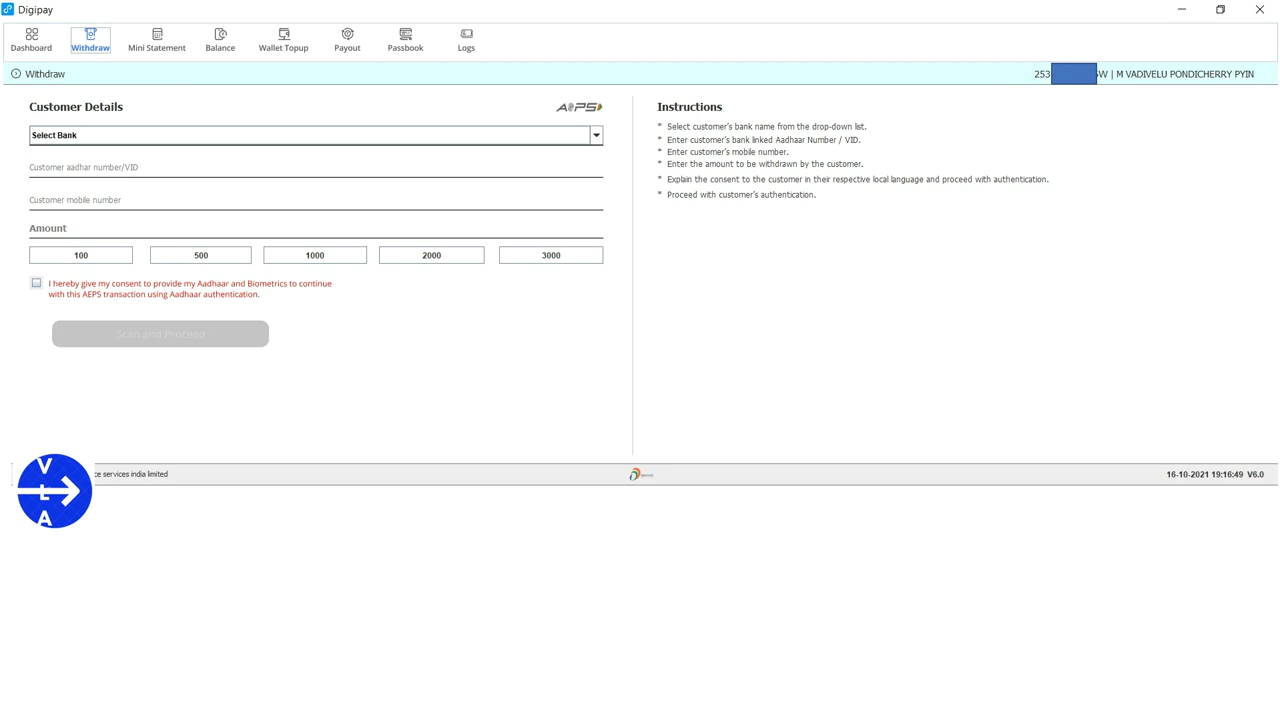 Digipay
Dashboard Withdraw Mini Statement Balance Wallet Topup Payout Passbook Logs
Withdraw 253 W | M VADIVELU PONDICHERRY PYIN
Customer Details AEPS
Select Bank
Customer aadhar number/VID
Customer mobile number
Amount
100 500 1000 2000 3000
I hereby give my consent to provide my Aadhaar and Biometrics to continue
with this AEPS transaction using Aadhaar authentication.
Scan and Proceed
Instructions
* Select customer's bank name from the drop-down list.
* Enter customer's bank linked Aadhaar Number / VID.
* Enter customer's mobile number.
* Enter the amount to be withdrawn by the customer.
* Explain the consent to the customer in their respective local language and proceed with authentication.
* Proceed with customer's authentication.
ce services india limited 16-10-2021 19:16:49 V6.0
V
L
A